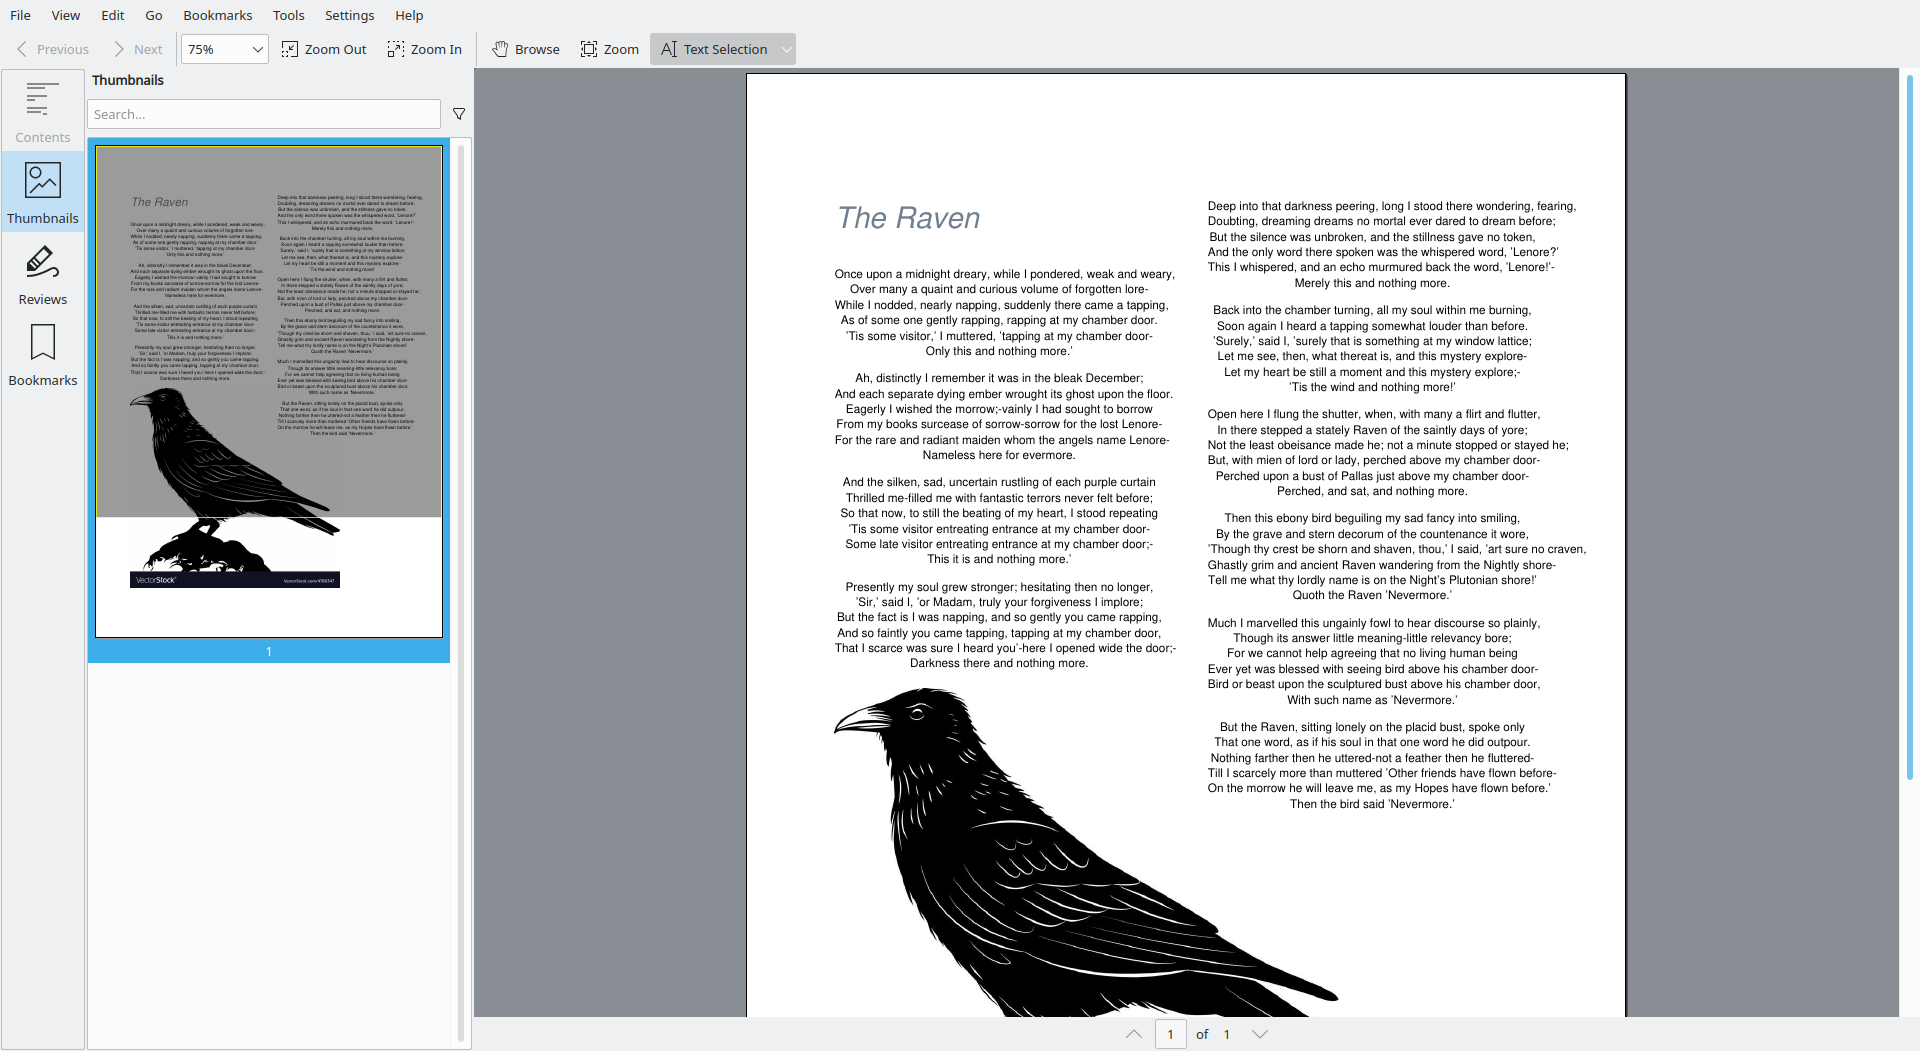 File View Edit Go Bookmarks Tools Settings Help
Previous Next 75% Zoom Out Zoom In Browse Zoom Text Selection
Contents
Thumbnails
Reviews
Bookmarks
Thumbnails
Search...
The Raven
Once upon a midnight dreary, while I pondered, weak and weary,
Over many a quaint and curious volume of forgotten lore-
While I nodded, nearly napping, suddenly there came a tapping,
As of some one gently rapping, rapping at my chamber door.
'Tis some visitor,' I muttered, 'tapping at my chamber door-
Only this and nothing more.'
Ah, distinctly I remember it was in the bleak December;
And each separate dying ember wrought its ghost upon the floor.
Eagerly I wished the morrow;-vainly I had sought to borrow
From my books surcease of sorrow-sorrow for the lost Lenore-
For the rare and radiant maiden whom the angels name Lenore-
Nameless here for evermore.
And the silken, sad, uncertain rustling of each purple curtain
Thrilled me-filled me with fantastic terrors never felt before;
So that now, to still the beating of my heart, I stood repeating
'Tis some visitor entreating entrance at my chamber door-
Some late visitor entreating entrance at my chamber door;-
This it is and nothing more.'
Presently my soul grew stronger; hesitating then no longer,
'Sir,' said I, 'or Madam, truly your forgiveness I implore;
But the fact is I was napping, and so gently you came rapping,
And so faintly you came tapping, tapping at my chamber door,
That I scarce was sure I heard you'-here I opened wide the door;-
Darkness there and nothing more.
Deep into that darkness peering, long I stood there wondering, fearing,
Doubting, dreaming dreams no mortal ever dared to dream before;
But the silence was unbroken, and the stillness gave no token,
And the only word there spoken was the whispered word, 'Lenore?'
This I whispered, and an echo murmured back the word, 'Lenore!'-
Merely this and nothing more.
Back into the chamber turning, all my soul within me burning,
Soon again I heard a tapping somewhat louder than before.
'Surely,' said I, 'surely that is something at my window lattice;
Let me see, then, what thereat is, and this mystery explore-
Let my heart be still a moment and this mystery explore;-
'Tis the wind and nothing more!'
Open here I flung the shutter, when, with many a flirt and flutter,
In there stepped a stately Raven of the saintly days of yore;
Not the least obeisance made he; not a minute stopped or stayed he;
But, with mien of lord or lady, perched above my chamber door-
Perched upon a bust of Pallas just above my chamber door-
Perched, and sat, and nothing more.
Then this ebony bird beguiling my sad fancy into smiling,
By the grave and stern decorum of the countenance it wore,
'Though thy crest be shorn and shaven, thou,' I said, 'art sure no craven,
Ghastly grim and ancient Raven wandering from the Nightly shore-
Tell me what thy lordly name is on the Night's Plutonian shore!'
Quoth the Raven 'Nevermore.'
Much I marvelled this ungainly fowl to hear discourse so plainly,
Though its answer little meaning-little relevancy bore;
For we cannot help agreeing that no living human being
Ever yet was blessed with seeing bird above his chamber door-
Bird or beast upon the sculptured bust above his chamber door,
With such name as 'Nevermore.'
But the Raven, sitting lonely on the placid bust, spoke only
That one word, as if his soul in that one word he did outpour.
Nothing farther then he uttered-not a feather then he fluttered-
Till I scarcely more than muttered 'Other friends have flown before-
On the morrow he will leave me, as my Hopes have flown before.'
Then the bird said 'Nevermore.'
VectorStock
VectorStock.com/4780347
1
1 of 1